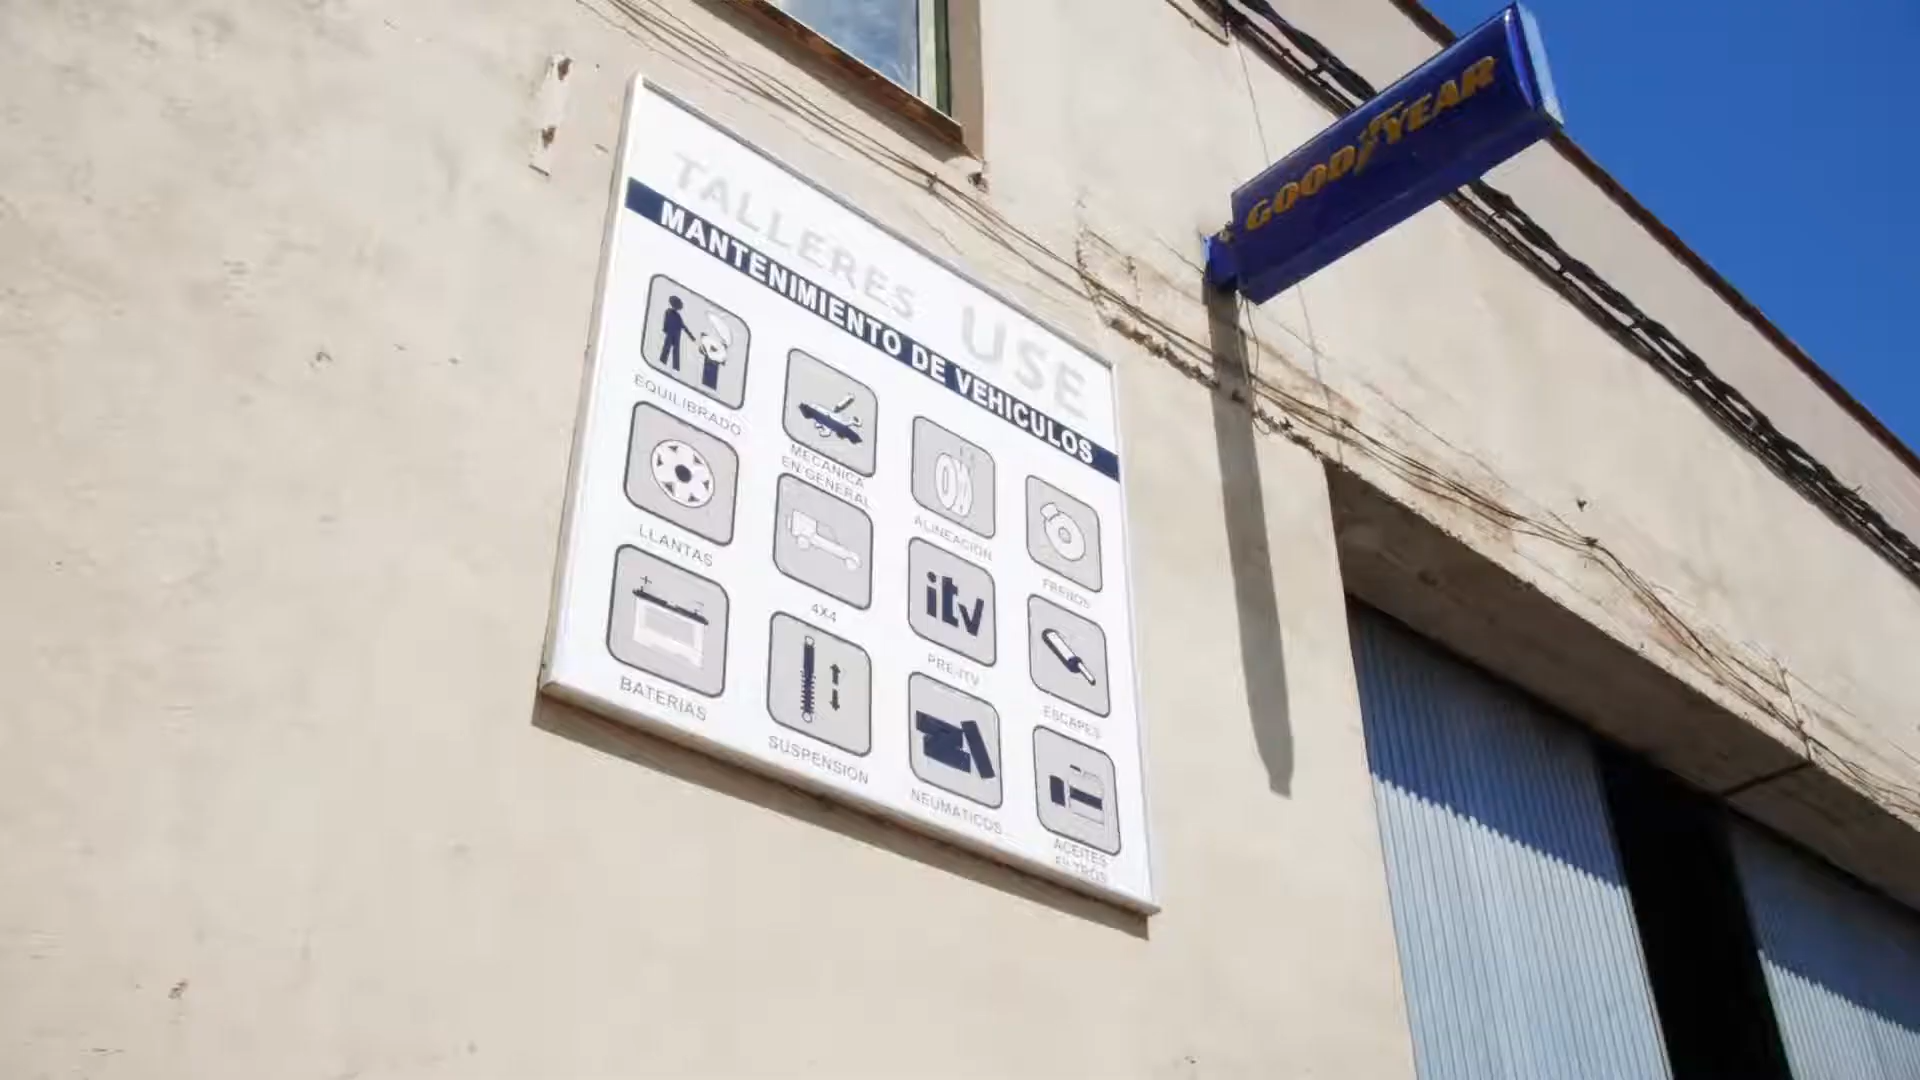 GOODYEAR
TALLERES USE
MANTENIMIENTO DE VEHICULOS
EQUILIBRADO
MECANICA
EN GENERAL
ALINEACION
FRENOS
LLANTAS
4X4
itv
PRE-ITV
ESCAPES
BATERIAS
SUSPENSION
NEUMATICOS
ACEITES
FILTROS